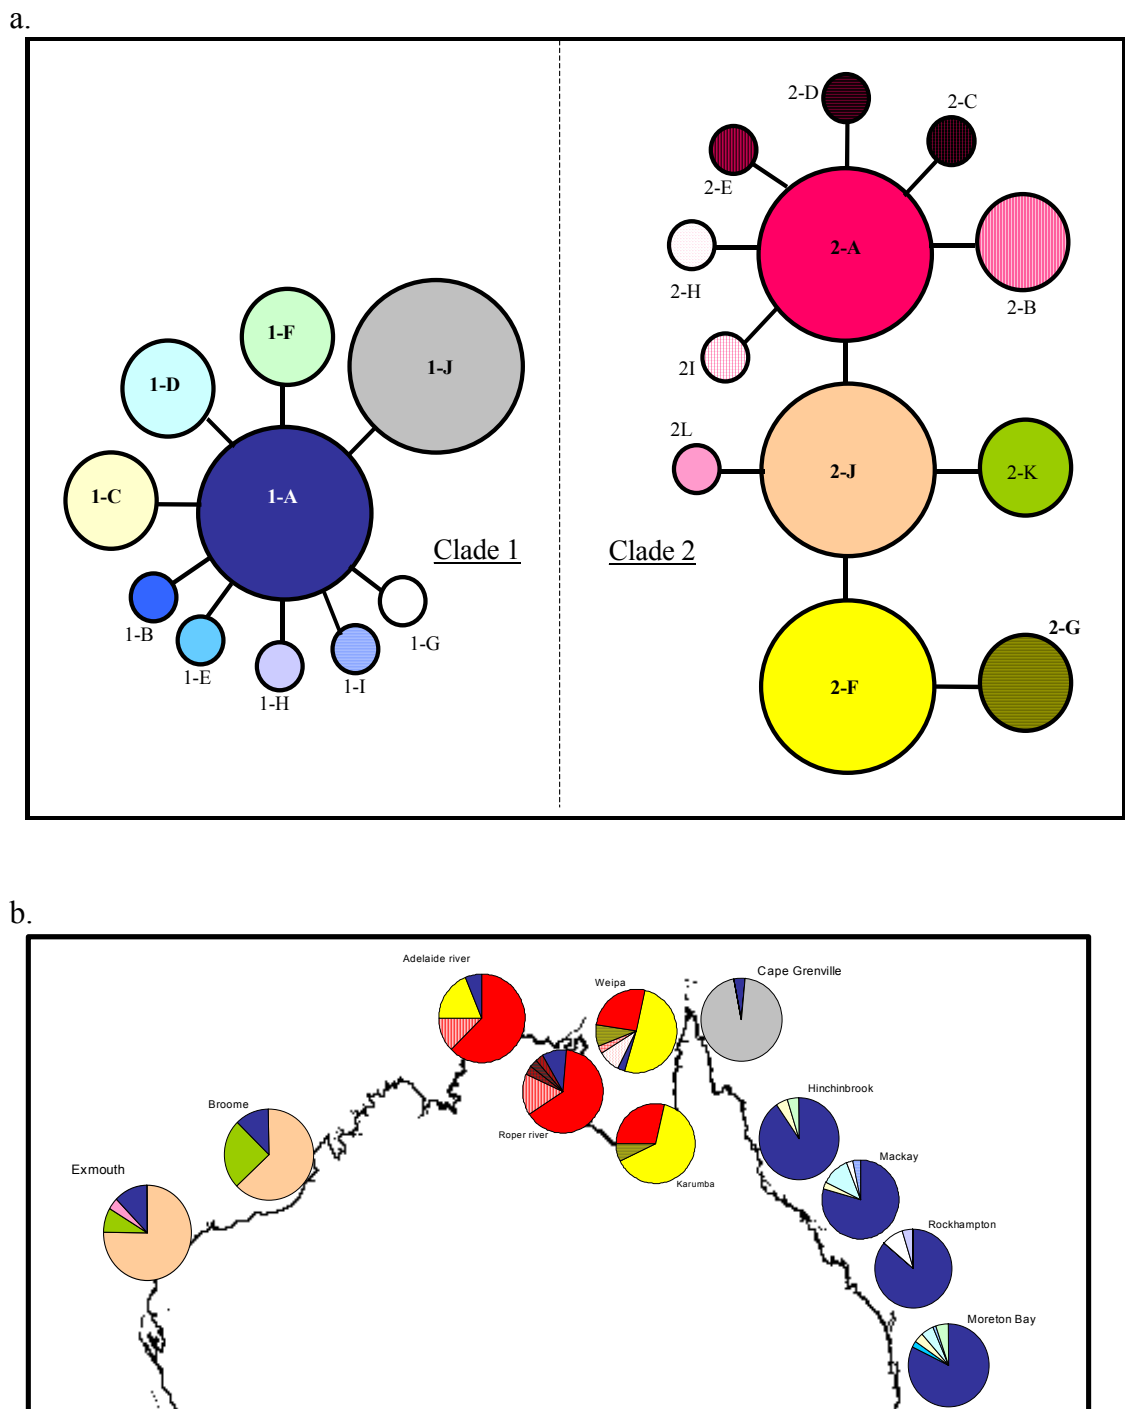 a.
2-D
2-C
2-E
2-A
2-H
2-B
2I
1-F
1-D
1-J
2L
1-C
1-A
2-J
2-K
Clade 1
Clade 2
1-B
1-G
1-E
1-I
1-H
2-G
2-F
b.
Adelaide river
Weipa
Cape Grenville
Broome
Hinchinbrook
Roper river
Mackay
Exmouth
Karumba
Rockhampton
Moreton Bay